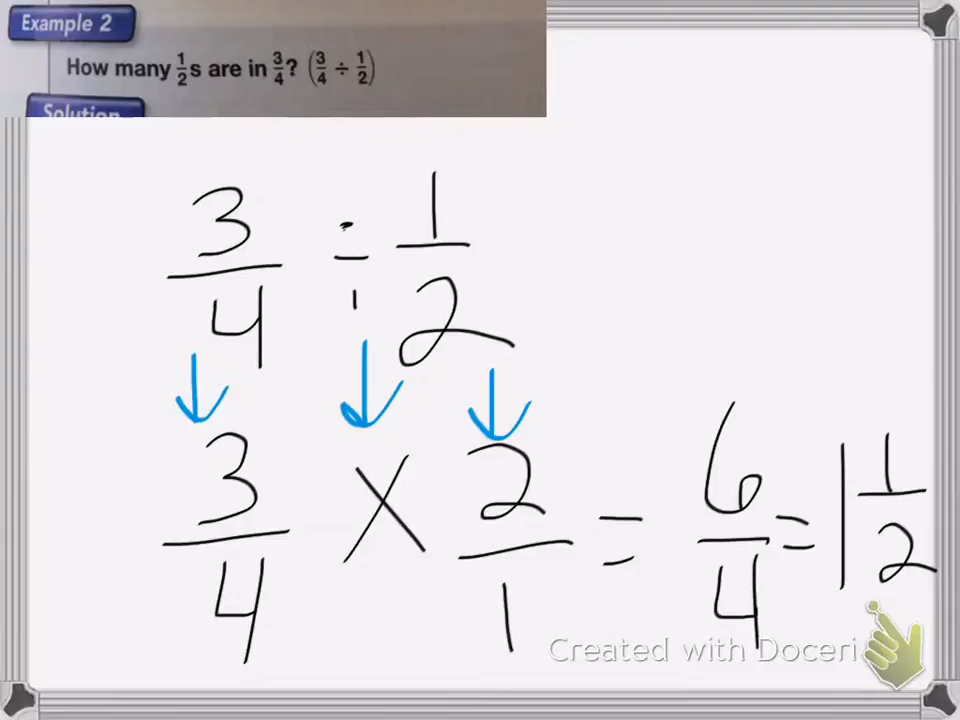 Example 2
How many 1/2s are in 3/4? (3/4 ÷ 1/2)
Solution
3/4 ÷ 1/2
3/4 X 2/1 = 6/4 = 1 1/2
Created with Doceri